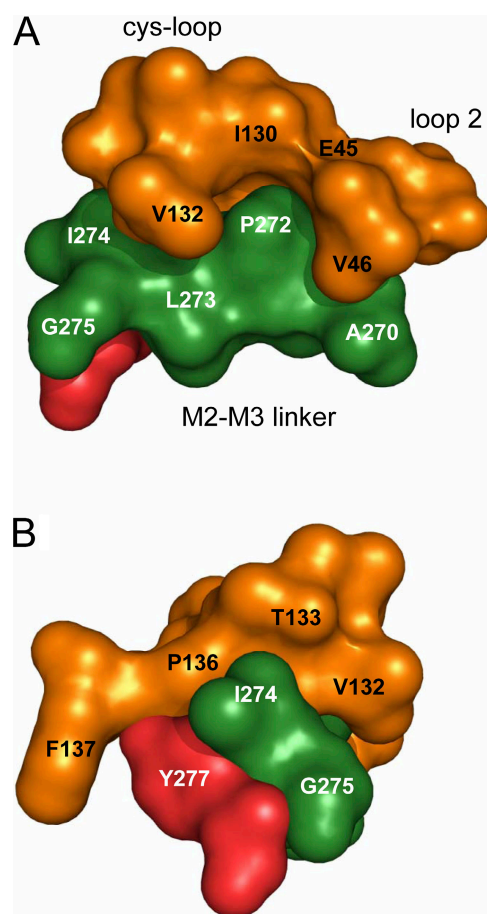 A
cys-loop
loop 2
I130
E45
V132
P272
I274
V46
L273
G275
A270
M2-M3 linker
B
T133
P136
V132
I274
F137
Y277
G275